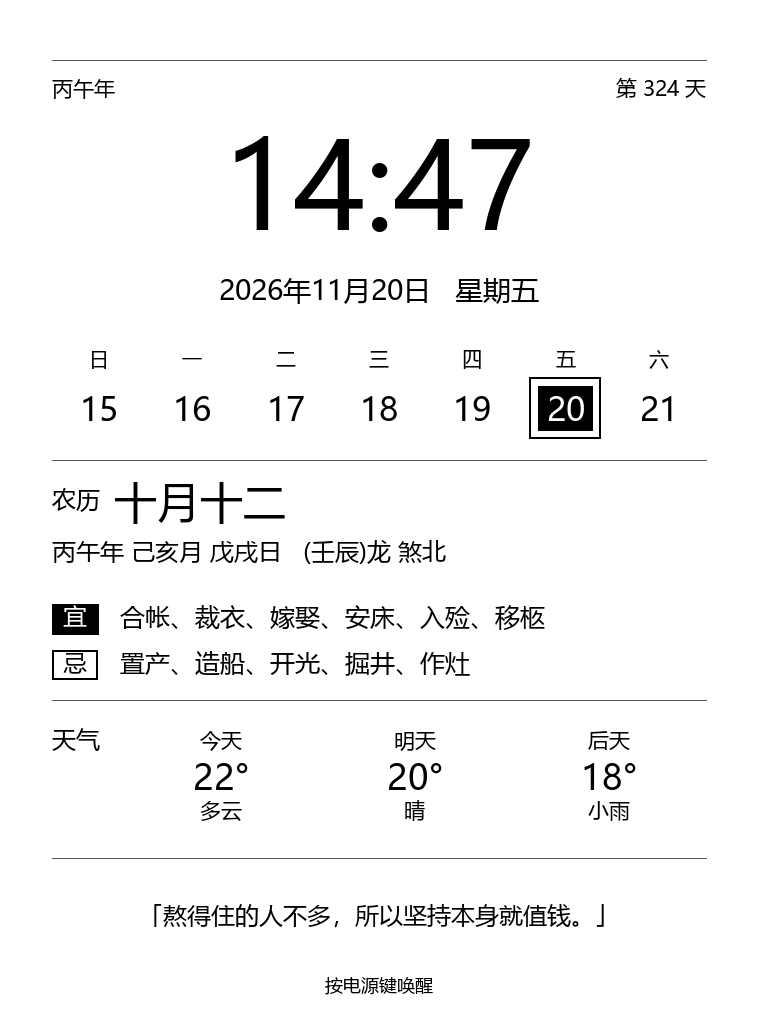 丙午年 第 324 天
14:47
2026年11月20日 星期五
日 一 二 三 四 五 六
15 16 17 18 19 20 21
农历 十月十二
丙午年 己亥月 戊戌日 (壬辰)龙 煞北
宜 合帐、裁衣、嫁娶、安床、入殓、移柩
忌 置产、造船、开光、掘井、作灶
天气 今天 明天 后天
22° 20° 18°
多云 晴 小雨
「熬得住的人不多，所以坚持本身就值钱。」
按电源键唤醒